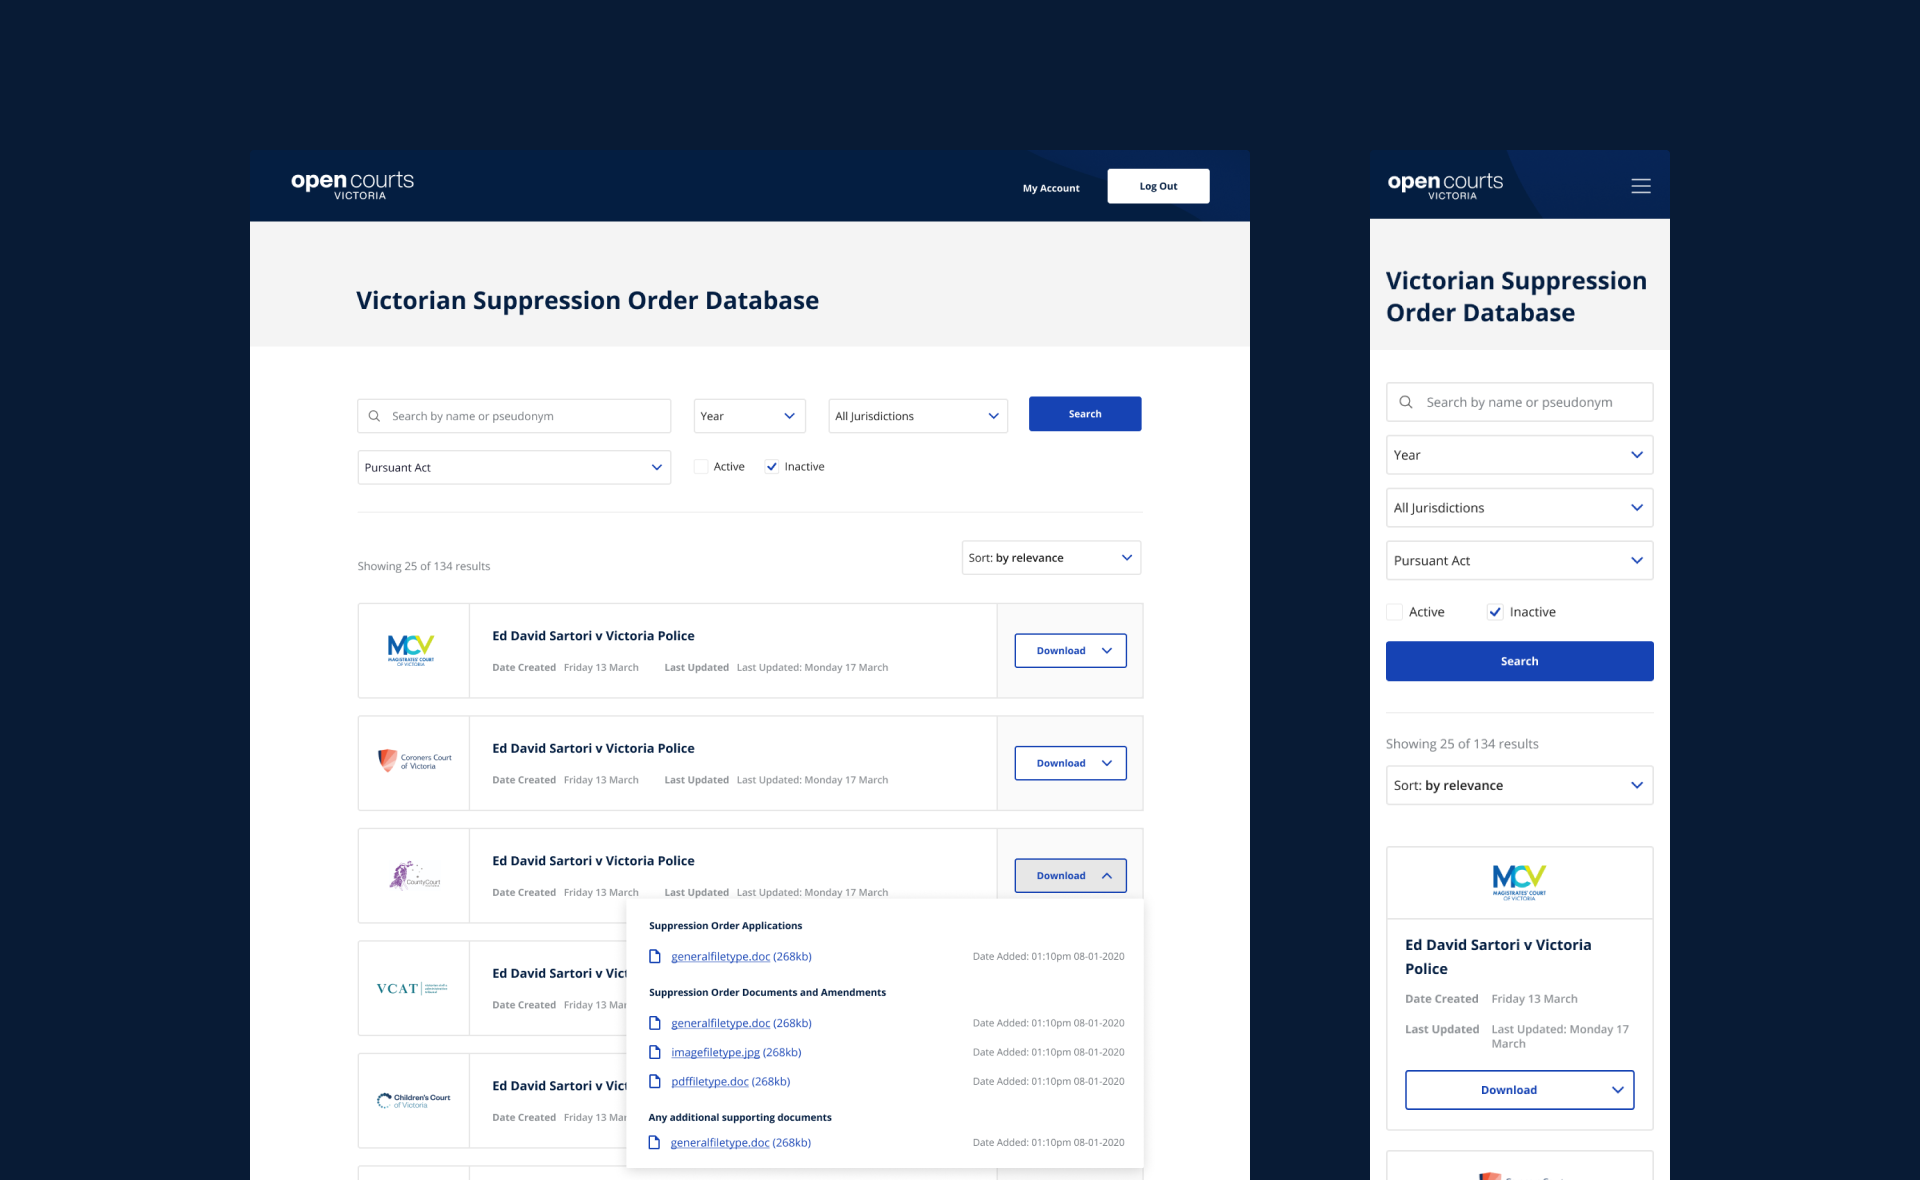 open courts
VICTORIA
My Account
Log Out
Victorian Suppression Order Database
Search by name or pseudonym
Year
All Jurisdictions
Search
Pursuant Act
Active
Inactive
Showing 25 of 134 results
Sort: by relevance
MCV
MAGISTRATES' COURT
OF VICTORIA
Ed David Sartori v Victoria Police
Date Created Friday 13 March Last Updated Last Updated: Monday 17 March
Download
Coroners Court
of Victoria
Ed David Sartori v Victoria Police
Date Created Friday 13 March Last Updated Last Updated: Monday 17 March
Download
CountyCourt
Ed David Sartori v Victoria Police
Date Created Friday 13 March Last Updated Last Updated: Monday 17 March
Download
Suppression Order Applications
generalfiletype.doc (268kb) Date Added: 01:10pm 08-01-2020
Suppression Order Documents and Amendments
generalfiletype.doc (268kb) Date Added: 01:10pm 08-01-2020
imagefiletype.jpg (268kb) Date Added: 01:10pm 08-01-2020
pdffiletype.doc (268kb) Date Added: 01:10pm 08-01-2020
Any additional supporting documents
generalfiletype.doc (268kb) Date Added: 01:10pm 08-01-2020
VCAT
Ed David Sartori v Vict
Date Created Friday 13 Mar
Children's Court
of Victoria
Ed David Sartori v Vict
Date Created Friday 13 Mar
open courts
VICTORIA
Victorian Suppression
Order Database
Search by name or pseudonym
Year
All Jurisdictions
Pursuant Act
Active
Inactive
Search
Showing 25 of 134 results
Sort: by relevance
MCV
MAGISTRATES' COURT
OF VICTORIA
Ed David Sartori v Victoria
Police
Date Created Friday 13 March
Last Updated Last Updated: Monday 17
March
Download